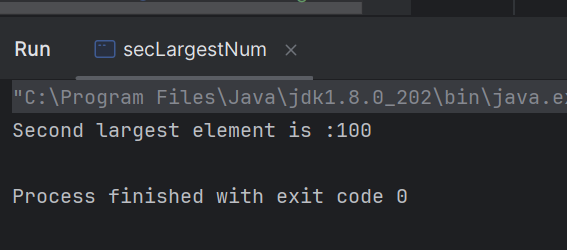 Run secLargestNum
"C:\Program Files\Java\jdk1.8.0_202\bin\java.ex
Second largest element is :100
Process finished with exit code 0